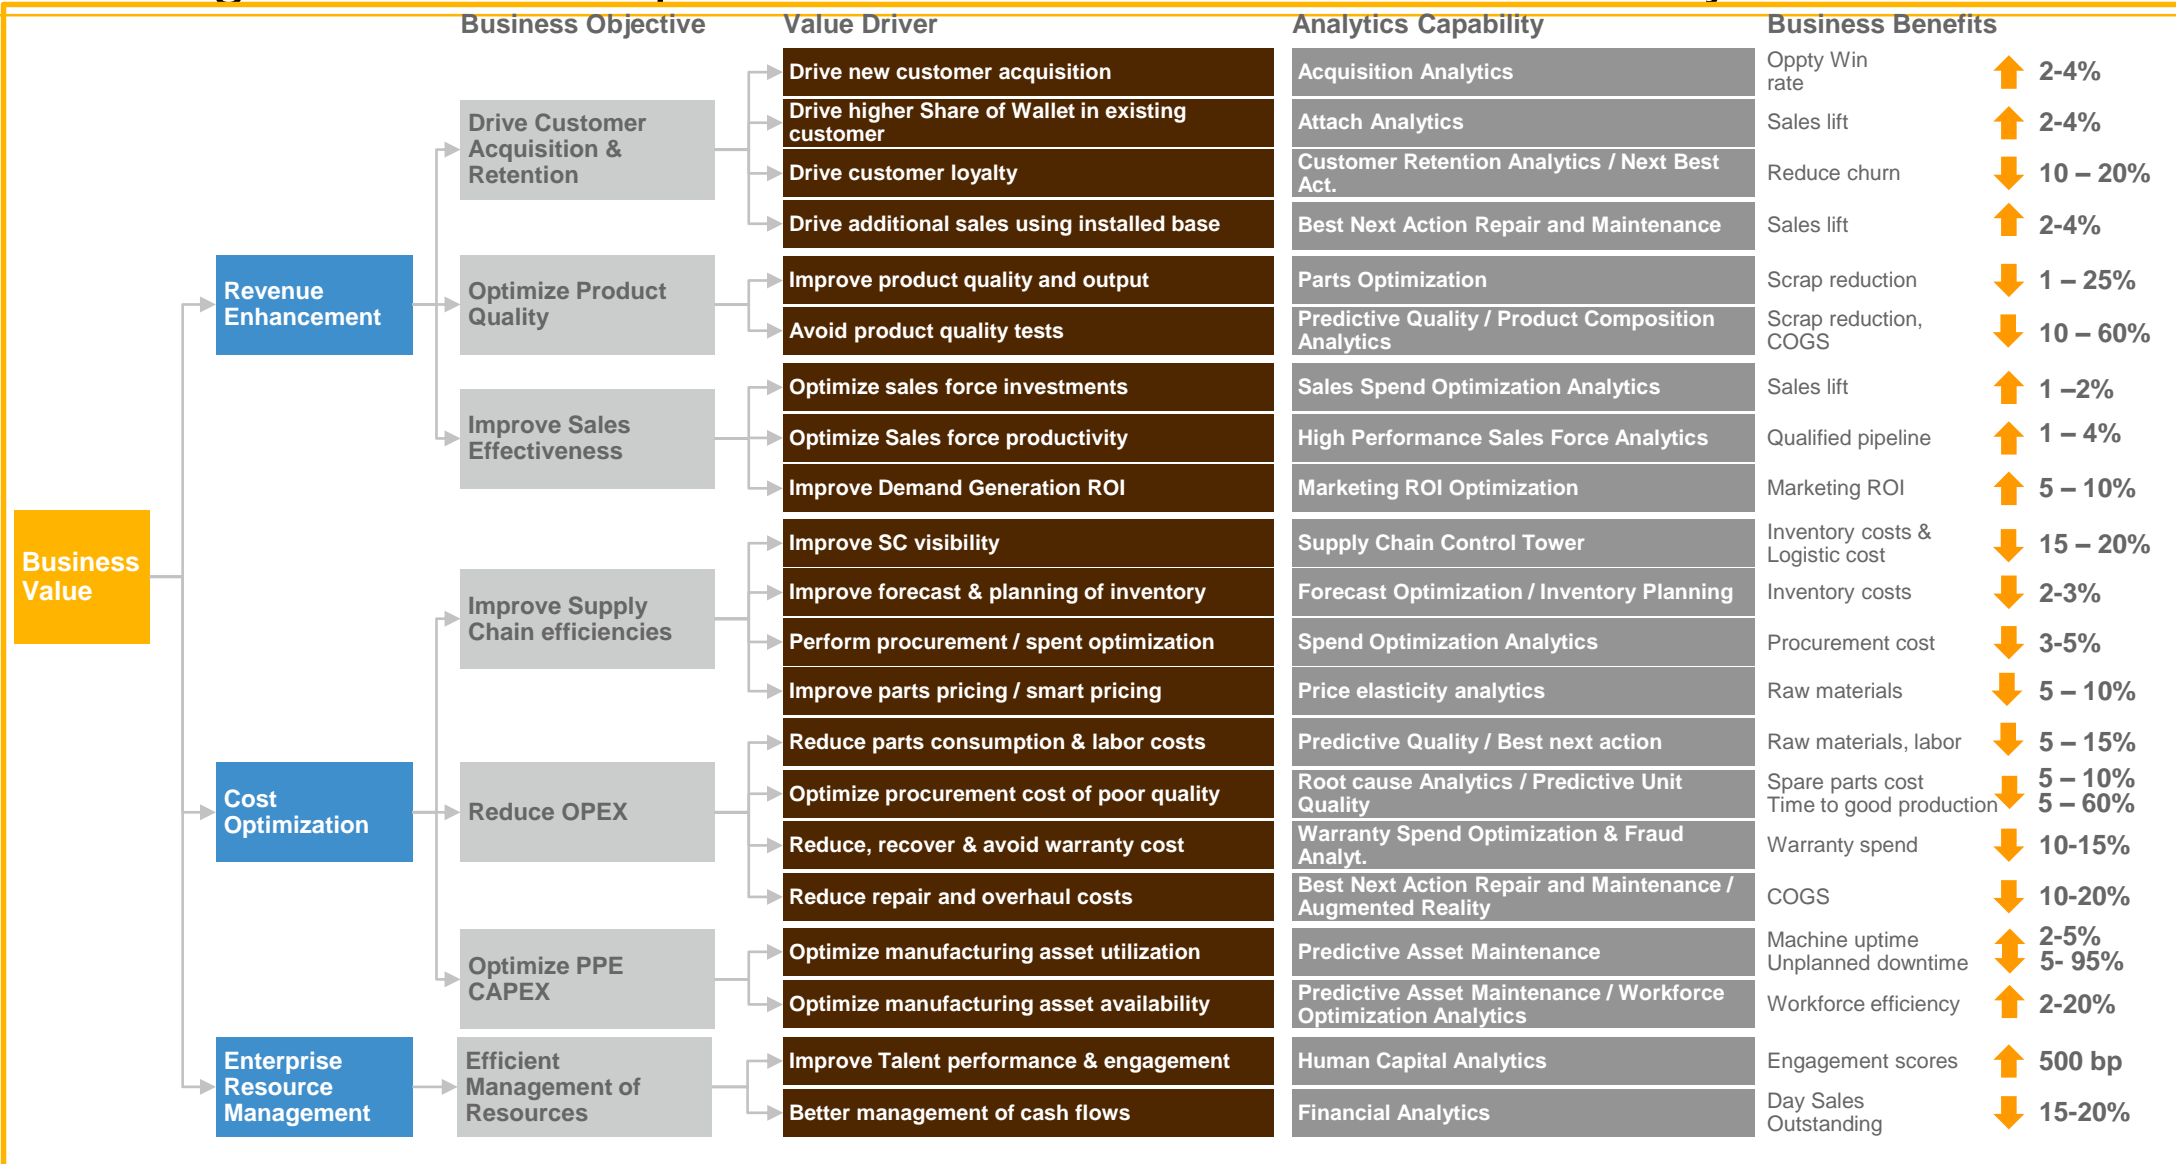 Business Objective
Value Driver
Analytics Capability
Business Benefits
Drive new customer acquisition
Acquisition Analytics
Oppty Win
rate
2-4%
Drive Customer
Acquisition &
Retention
Drive higher Share of Wallet in existing
customer
Attach Analytics
Sales lift
2-4%
Drive customer loyalty
Customer Retention Analytics / Next Best
Act.
Reduce churn
10 – 20%
Drive additional sales using installed base
Best Next Action Repair and Maintenance
Sales lift
2-4%
Revenue
Enhancement
Optimize Product
Quality
Improve product quality and output
Parts Optimization
Scrap reduction
1 – 25%
Avoid product quality tests
Predictive Quality / Product Composition
Analytics
Scrap reduction,
COGS
10 – 60%
Improve Sales
Effectiveness
Optimize sales force investments
Sales Spend Optimization Analytics
Sales lift
1 –2%
Optimize Sales force productivity
High Performance Sales Force Analytics
Qualified pipeline
1 – 4%
Improve Demand Generation ROI
Marketing ROI Optimization
Marketing ROI
5 – 10%
Business
Value
Improve Supply
Chain efficiencies
Improve SC visibility
Supply Chain Control Tower
Inventory costs &
Logistic cost
15 – 20%
Improve forecast & planning of inventory
Forecast Optimization / Inventory Planning
Inventory costs
2-3%
Perform procurement / spent optimization
Spend Optimization Analytics
Procurement cost
3-5%
Improve parts pricing / smart pricing
Price elasticity analytics
Raw materials
5 – 10%
Cost
Optimization
Reduce OPEX
Reduce parts consumption & labor costs
Predictive Quality / Best next action
Raw materials, labor
5 – 15%
Optimize procurement cost of poor quality
Root cause Analytics / Predictive Unit
Quality
Spare parts cost
Time to good production
5 – 10%
5 – 60%
Reduce, recover & avoid warranty cost
Warranty Spend Optimization & Fraud
Analyt.
Warranty spend
10-15%
Reduce repair and overhaul costs
Best Next Action Repair and Maintenance /
Augmented Reality
COGS
10-20%
Optimize PPE
CAPEX
Optimize manufacturing asset utilization
Predictive Asset Maintenance
Machine uptime
Unplanned downtime
2-5%
5- 95%
Optimize manufacturing asset availability
Predictive Asset Maintenance / Workforce
Optimization Analytics
Workforce efficiency
2-20%
Enterprise
Resource
Management
Efficient
Management of
Resources
Improve Talent performance & engagement
Human Capital Analytics
Engagement scores
500 bp
Better management of cash flows
Financial Analytics
Day Sales
Outstanding
15-20%